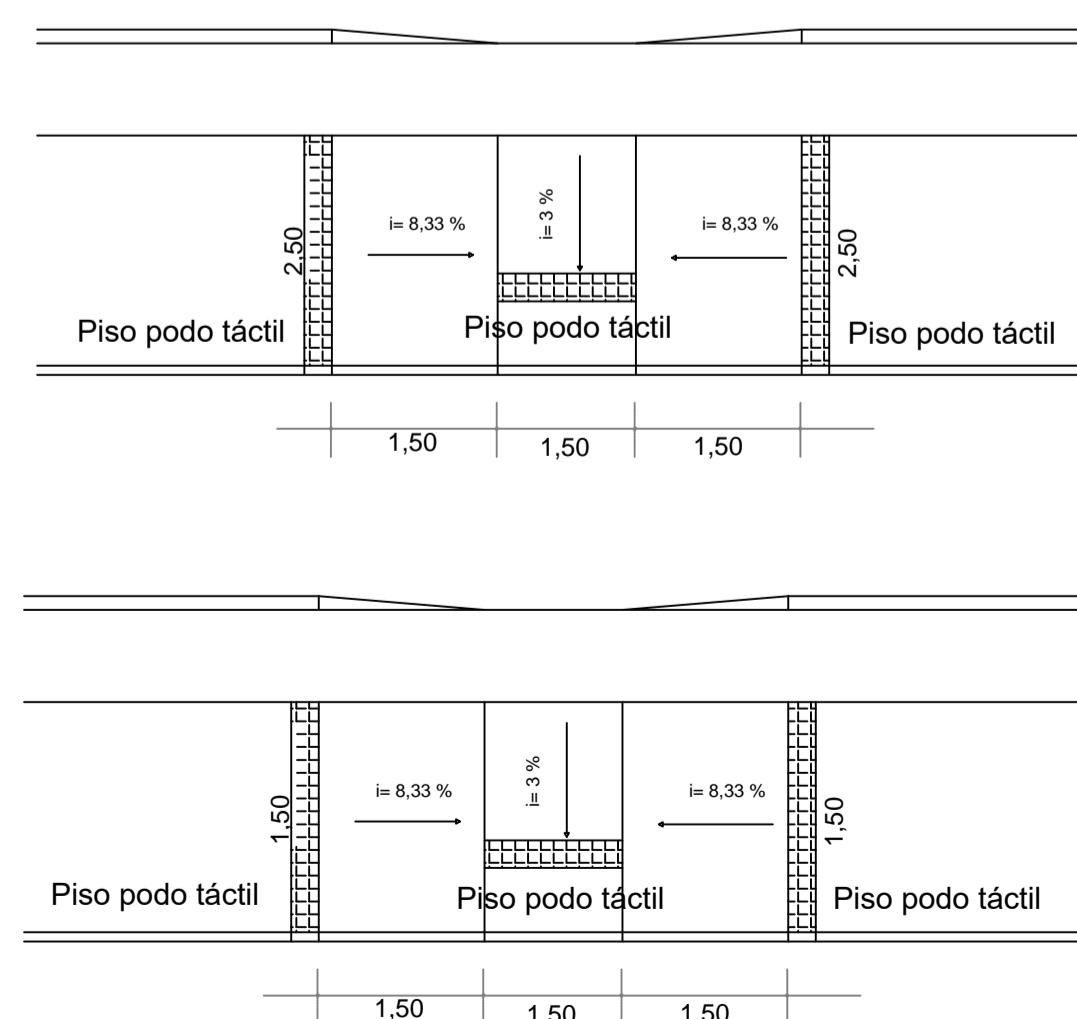 i= 8,33 %
i= 3 %
i= 8,33 %
2,50
2,50
Piso podo táctil
Piso podo táctil
Piso podo táctil
1,50
1,50
1,50
i= 8,33 %
i= 3 %
i= 8,33 %
1,50
1,50
Piso podo táctil
Piso podo táctil
Piso podo táctil
1,50
1,50
1,50